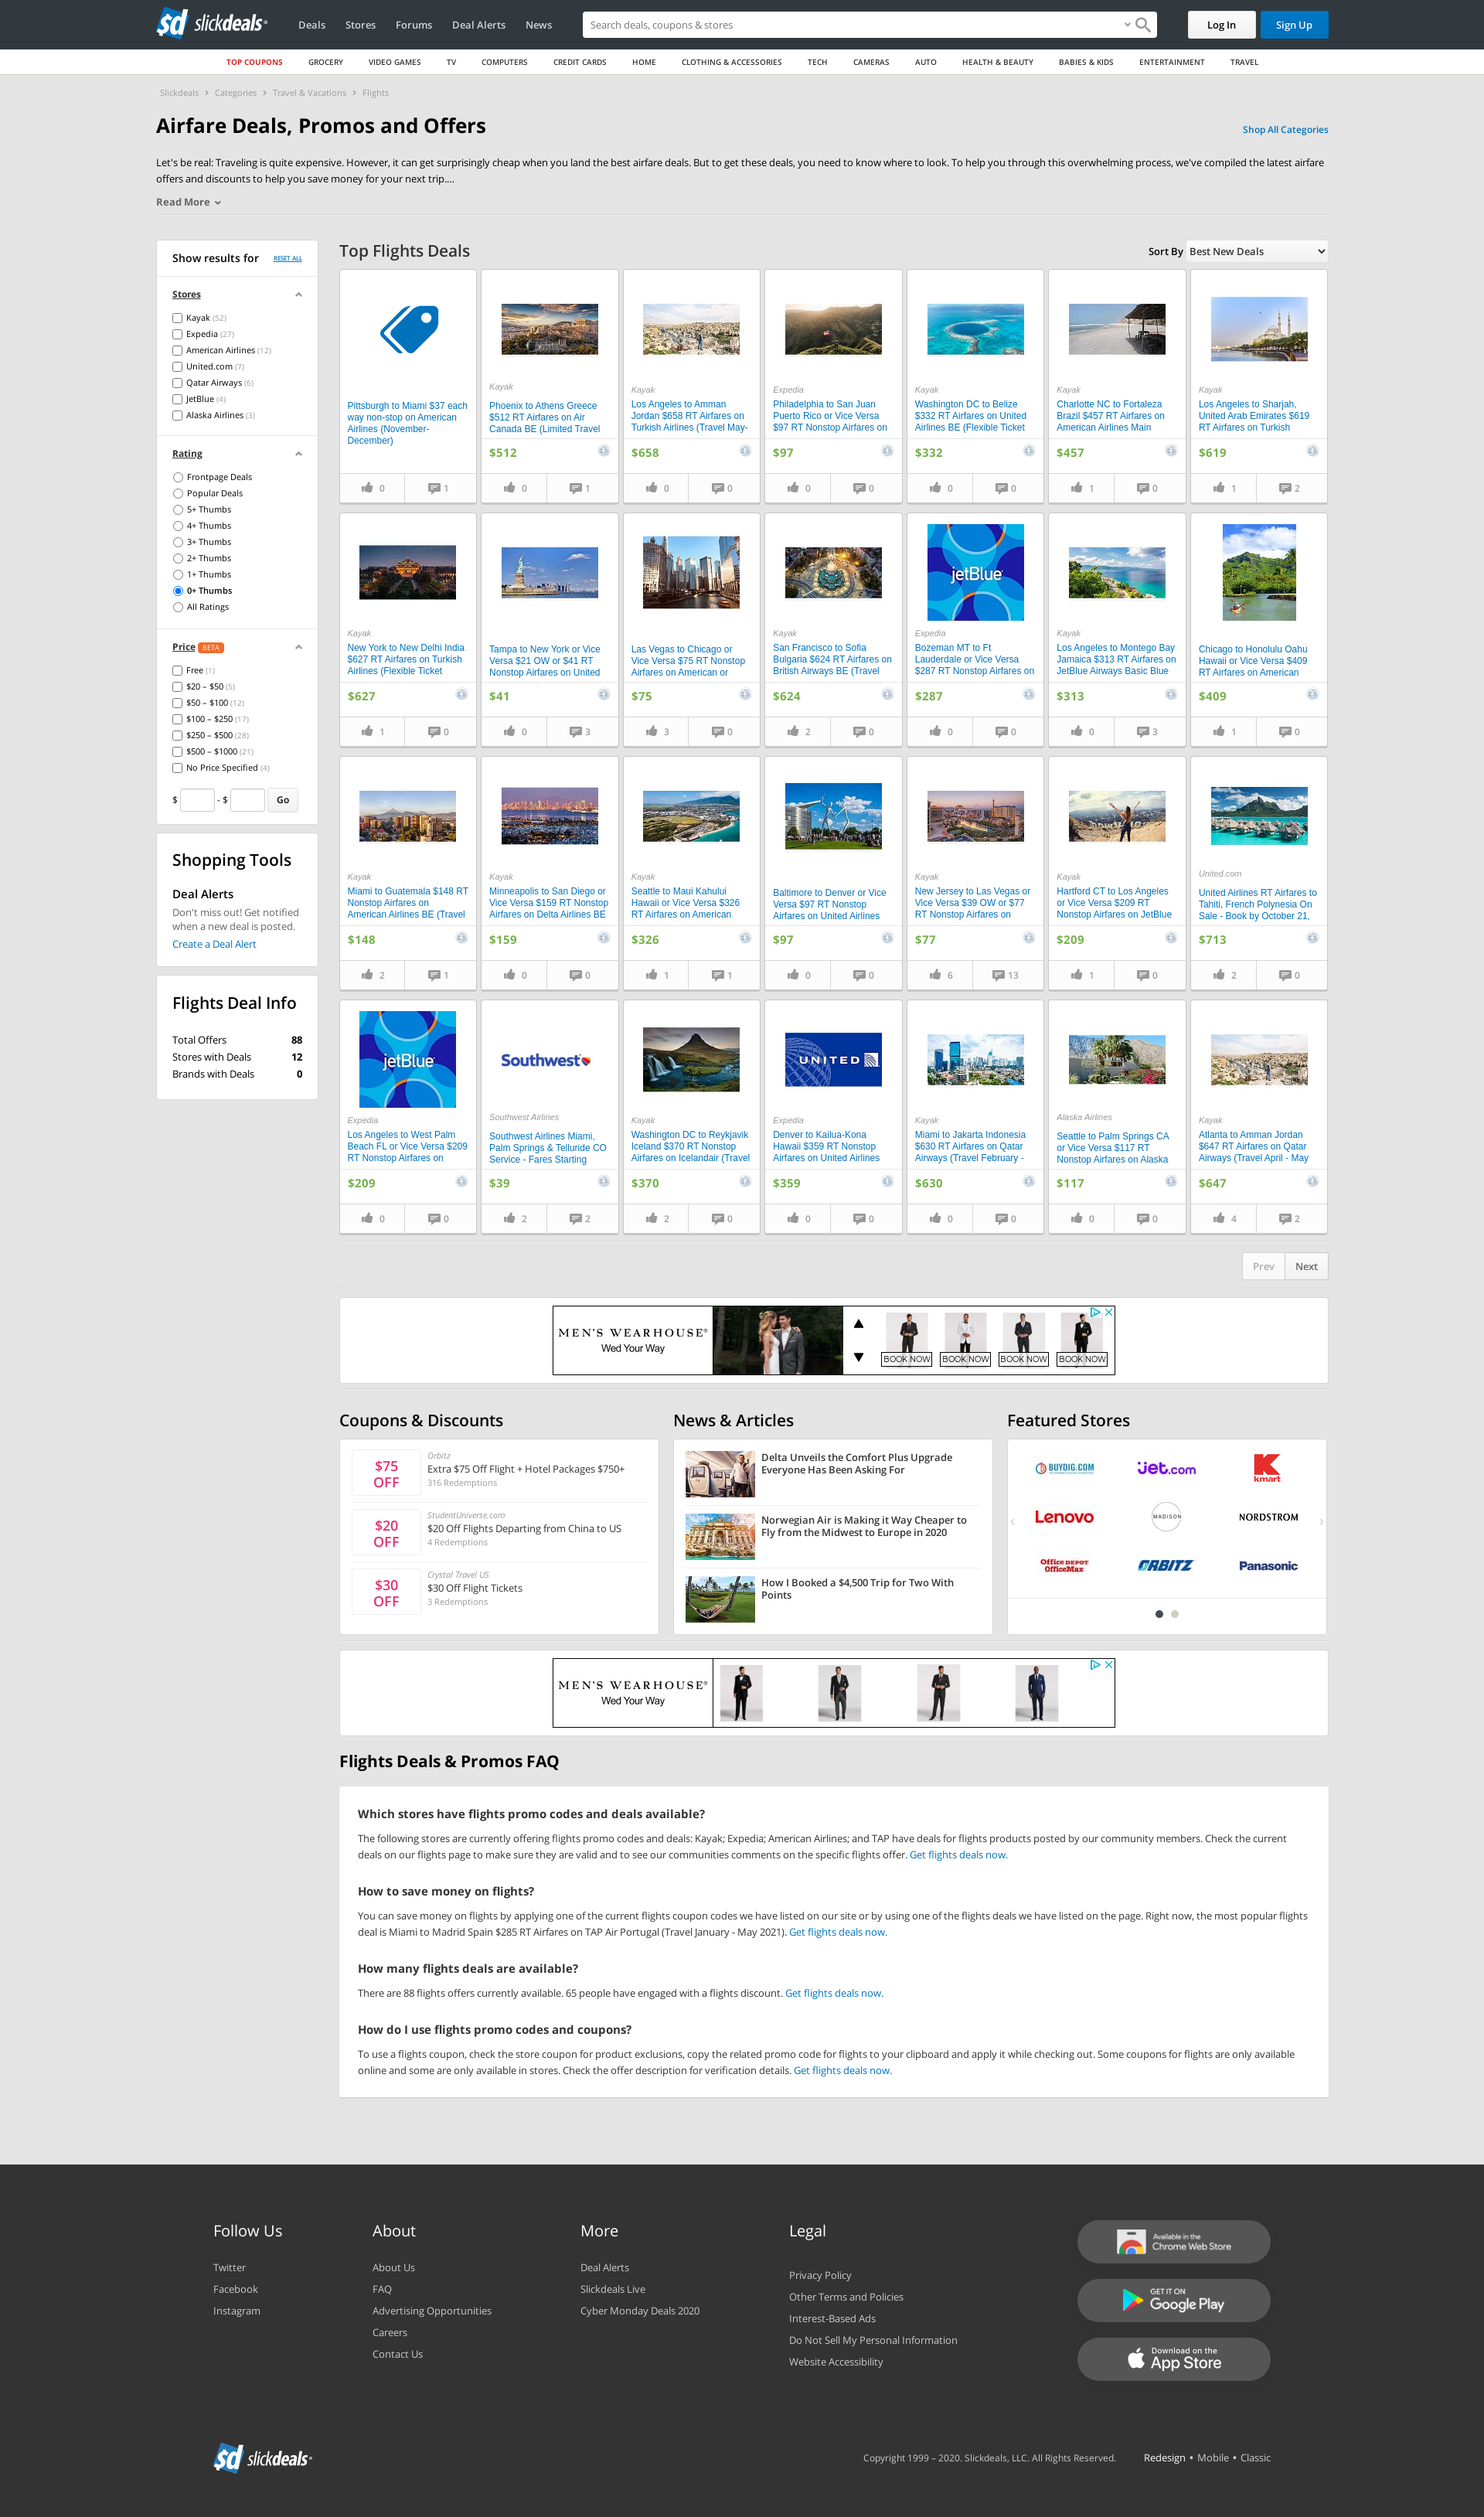 sd slickdeals
Deals
Stores
Forums
Deal Alerts
News
Search deals, coupons & stores
Log In
Sign Up
TOP COUPONS
GROCERY
VIDEO GAMES
TV
COMPUTERS
CREDIT CARDS
HOME
CLOTHING & ACCESSORIES
TECH
CAMERAS
AUTO
HEALTH & BEAUTY
BABIES & KIDS
ENTERTAINMENT
TRAVEL
Slickdeals > Categories > Travel & Vacations > Flights
Airfare Deals, Promos and Offers
Shop All Categories
Let's be real: Traveling is quite expensive. However, it can get surprisingly cheap when you land the best airfare deals. But to get these deals, you need to know where to look. To help you through this overwhelming process, we've compiled the latest airfare
offers and discounts to help you save money for your next trip....
Read More
Show results for
RESET ALL
Stores
Kayak (52)
Expedia (27)
American Airlines (12)
United.com (7)
Qatar Airways (6)
JetBlue (4)
Alaska Airlines (3)
Rating
Frontpage Deals
Popular Deals
5+ Thumbs
4+ Thumbs
3+ Thumbs
2+ Thumbs
1+ Thumbs
0+ Thumbs
All Ratings
Price BETA
Free (1)
$20 – $50 (5)
$50 – $100 (12)
$100 – $250 (17)
$250 – $500 (28)
$500 – $1000 (21)
No Price Specified (4)
$ - $ Go
Shopping Tools
Deal Alerts
Don't miss out! Get notified
when a new deal is posted.
Create a Deal Alert
Flights Deal Info
Total Offers 88
Stores with Deals 12
Brands with Deals 0
Top Flights Deals
Sort By Best New Deals
Pittsburgh to Miami $37 each
way non-stop on American
Airlines (November-
December)
0 1
Kayak
Phoenix to Athens Greece
$512 RT Airfares on Air
Canada BE (Limited Travel
$512
0 1
Kayak
Los Angeles to Amman
Jordan $658 RT Airfares on
Turkish Airlines (Travel May-
$658
0 0
Expedia
Philadelphia to San Juan
Puerto Rico or Vice Versa
$97 RT Nonstop Airfares on
$97
0 0
Kayak
Washington DC to Belize
$332 RT Airfares on United
Airlines BE (Flexible Ticket
$332
0 0
Kayak
Charlotte NC to Fortaleza
Brazil $457 RT Airfares on
American Airlines Main
$457
1 0
Kayak
Los Angeles to Sharjah,
United Arab Emirates $619
RT Airfares on Turkish
$619
1 2
Kayak
New York to New Delhi India
$627 RT Airfares on Turkish
Airlines (Flexible Ticket
$627
1 0
Tampa to New York or Vice
Versa $21 OW or $41 RT
Nonstop Airfares on United
$41
0 3
Las Vegas to Chicago or
Vice Versa $75 RT Nonstop
Airfares on American or
$75
3 0
Kayak
San Francisco to Sofia
Bulgaria $624 RT Airfares on
British Airways BE (Travel
$624
2 0
jetBlue
Expedia
Bozeman MT to Ft
Lauderdale or Vice Versa
$287 RT Nonstop Airfares on
$287
0 0
Kayak
Los Angeles to Montego Bay
Jamaica $313 RT Airfares on
JetBlue Airways Basic Blue
$313
0 3
Chicago to Honolulu Oahu
Hawaii or Vice Versa $409
RT Airfares on American
$409
1 0
Kayak
Miami to Guatemala $148 RT
Nonstop Airfares on
American Airlines BE (Travel
$148
2 1
Kayak
Minneapolis to San Diego or
Vice Versa $159 RT Nonstop
Airfares on Delta Airlines BE
$159
0 0
Kayak
Seattle to Maui Kahului
Hawaii or Vice Versa $326
RT Airfares on American
$326
1 1
Baltimore to Denver or Vice
Versa $97 RT Nonstop
Airfares on United Airlines
$97
0 0
Kayak
New Jersey to Las Vegas or
Vice Versa $39 OW or $77
RT Nonstop Airfares on
$77
6 13
Kayak
Hartford CT to Los Angeles
or Vice Versa $209 RT
Nonstop Airfares on JetBlue
$209
1 0
United.com
United Airlines RT Airfares to
Tahiti, French Polynesia On
Sale - Book by October 21,
$713
2 0
jetBlue
Expedia
Los Angeles to West Palm
Beach FL or Vice Versa $209
RT Nonstop Airfares on
$209
0 0
Southwest
Southwest Airlines
Southwest Airlines Miami,
Palm Springs & Telluride CO
Service - Fares Starting
$39
2 2
Kayak
Washington DC to Reykjavik
Iceland $370 RT Nonstop
Airfares on Icelandair (Travel
$370
2 0
UNITED
Expedia
Denver to Kailua-Kona
Hawaii $359 RT Nonstop
Airfares on United Airlines
$359
0 0
Kayak
Miami to Jakarta Indonesia
$630 RT Airfares on Qatar
Airways (Travel February -
$630
0 0
Alaska Airlines
Seattle to Palm Springs CA
or Vice Versa $117 RT
Nonstop Airfares on Alaska
$117
0 0
Kayak
Atlanta to Amman Jordan
$647 RT Airfares on Qatar
Airways (Travel April - May
$647
4 2
Prev Next
MEN'S WEARHOUSE®
Wed Your Way
BOOK NOW BOOK NOW BOOK NOW BOOK NOW
Coupons & Discounts
$75 OFF
Orbitz
Extra $75 Off Flight + Hotel Packages $750+
316 Redemptions
$20 OFF
StudentUniverse.com
$20 Off Flights Departing from China to US
4 Redemptions
$30 OFF
Crystal Travel US
$30 Off Flight Tickets
3 Redemptions
News & Articles
Delta Unveils the Comfort Plus Upgrade
Everyone Has Been Asking For
Norwegian Air is Making it Way Cheaper to
Fly from the Midwest to Europe in 2020
How I Booked a $4,500 Trip for Two With
Points
Featured Stores
BUYDIG.COM
jet.com
kmart
Lenovo
MADISON
NORDSTROM
Office DEPOT
OfficeMax
ORBITZ
Panasonic
MEN'S WEARHOUSE®
Wed Your Way
Flights Deals & Promos FAQ
Which stores have flights promo codes and deals available?
The following stores are currently offering flights promo codes and deals: Kayak; Expedia; American Airlines; and TAP have deals for flights products posted by our community members. Check the current
deals on our flights page to make sure they are valid and to see our communities comments on the specific flights offer. Get flights deals now.
How to save money on flights?
You can save money on flights by applying one of the current flights coupon codes we have listed on our site or by using one of the flights deals we have listed on the page. Right now, the most popular flights
deal is Miami to Madrid Spain $285 RT Airfares on TAP Air Portugal (Travel January - May 2021). Get flights deals now.
How many flights deals are available?
There are 88 flights offers currently available. 65 people have engaged with a flights discount. Get flights deals now.
How do I use flights promo codes and coupons?
To use a flights coupon, check the store coupon for product exclusions, copy the related promo code for flights to your clipboard and apply it while checking out. Some coupons for flights are only available
online and some are only available in stores. Check the offer description for verification details. Get flights deals now.
Follow Us
Twitter
Facebook
Instagram
About
About Us
FAQ
Advertising Opportunities
Careers
Contact Us
More
Deal Alerts
Slickdeals Live
Cyber Monday Deals 2020
Legal
Privacy Policy
Other Terms and Policies
Interest-Based Ads
Do Not Sell My Personal Information
Website Accessibility
Available in the
Chrome Web Store
GET IT ON
Google Play
Download on the
App Store
sd slickdeals
Copyright 1999 – 2020. Slickdeals, LLC. All Rights Reserved.
Redesign • Mobile • Classic